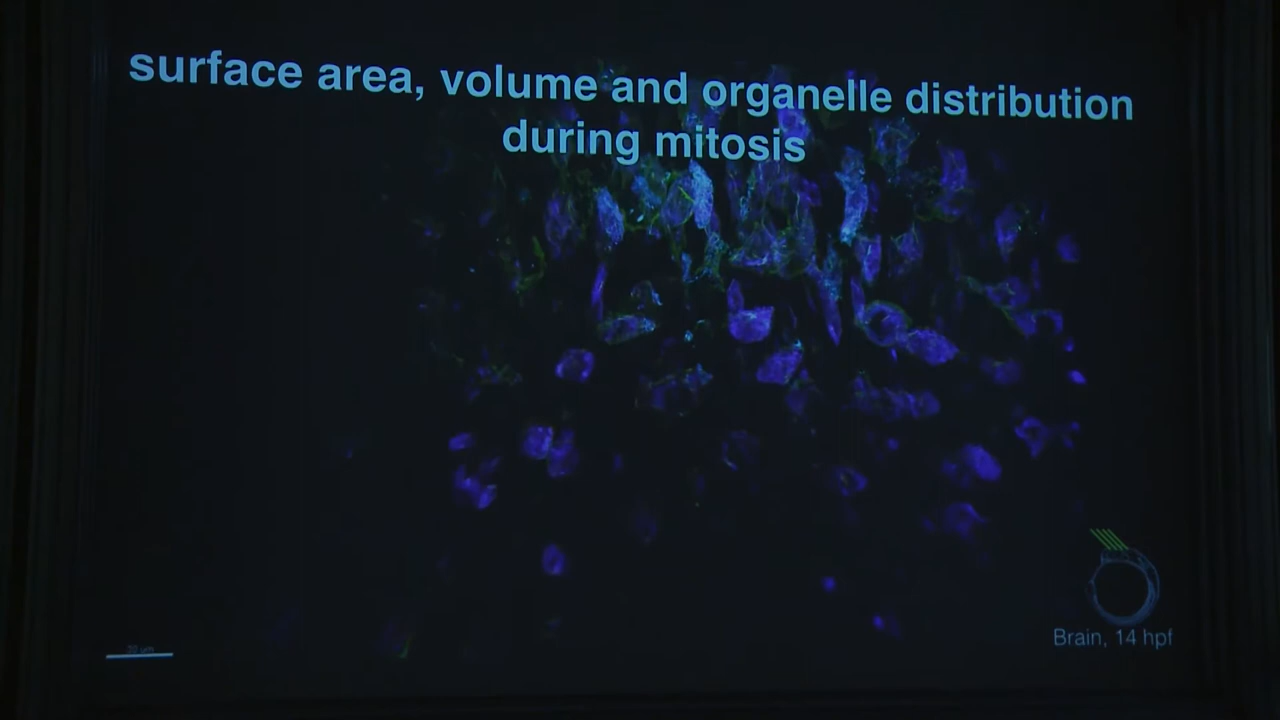 surface area, volume and organelle distribution
during mitosis
Brain, 14 hpf